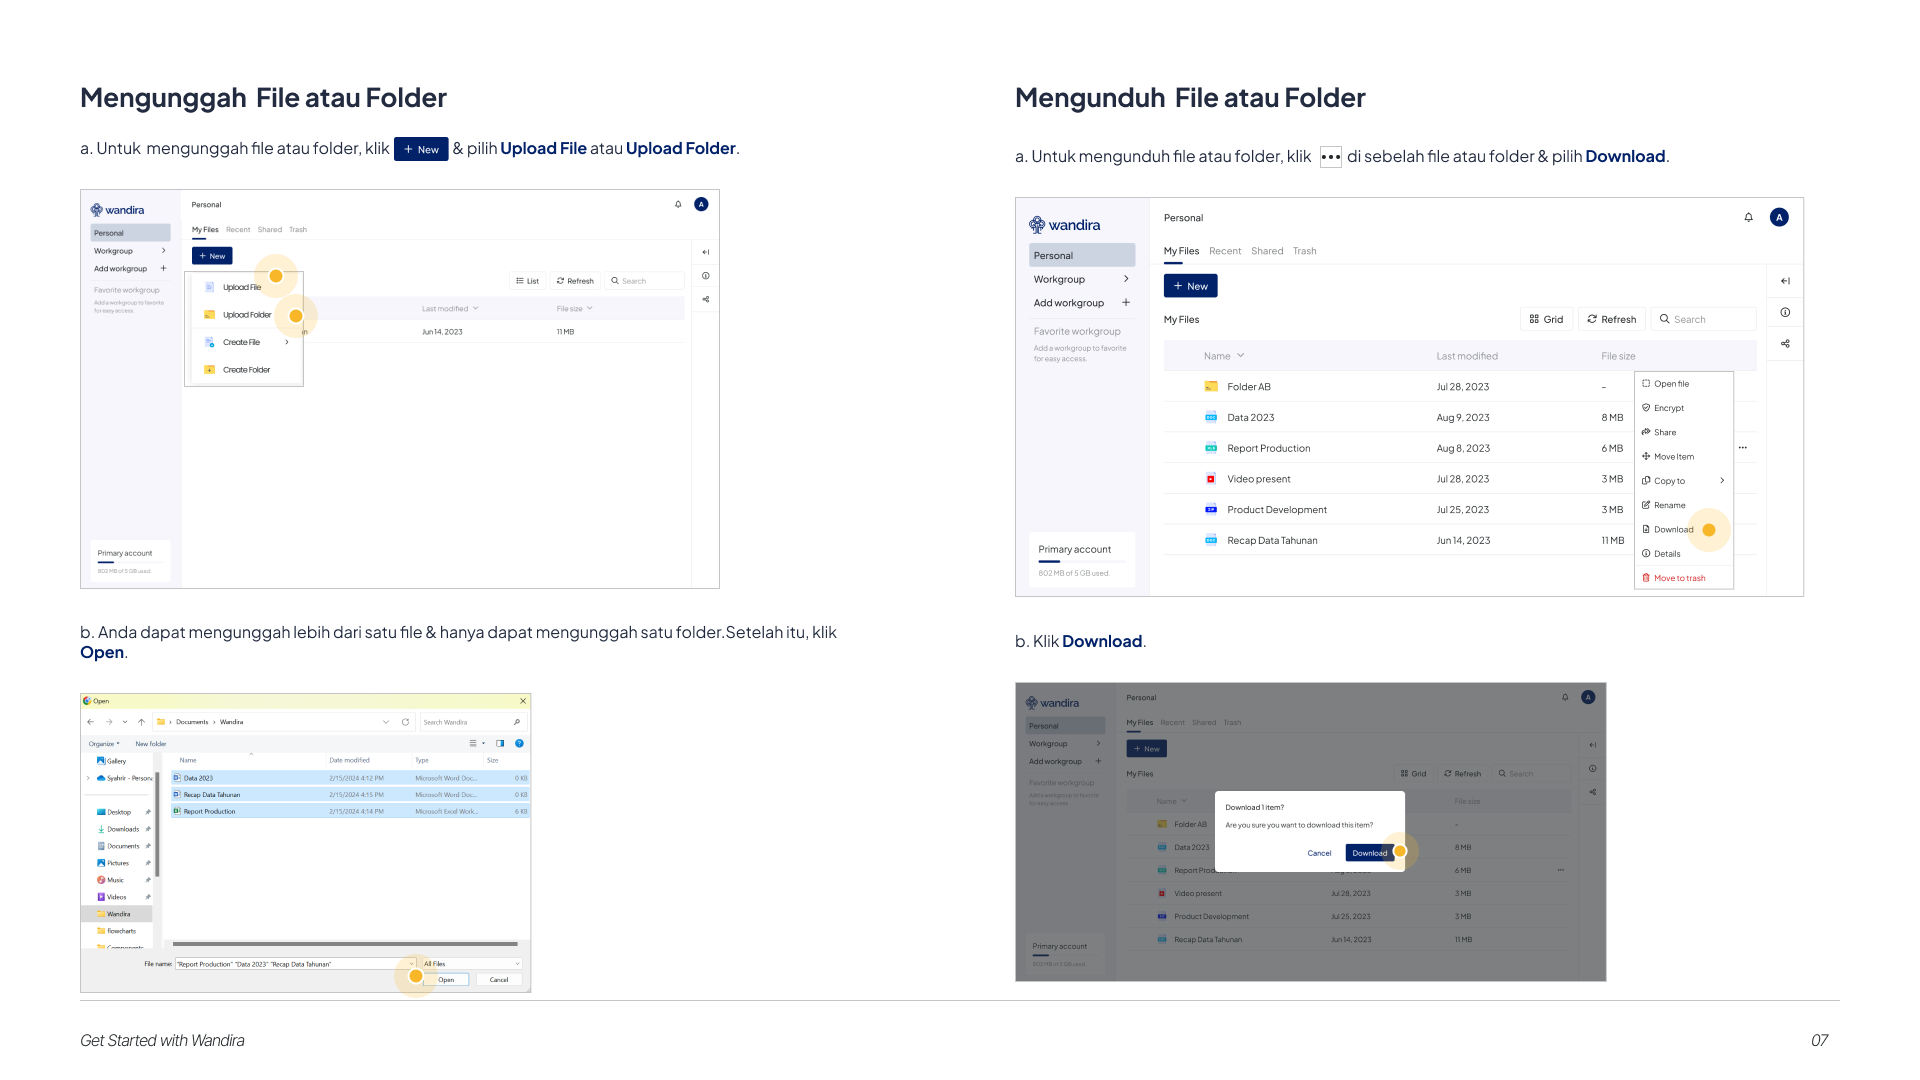 Mengunggah File atau Folder
a. Untuk mengunggah file atau folder, klik + New & pilih Upload File atau Upload Folder.
wandira
Personal
Workgroup
Add workgroup
Favorite workgroup
Add a workgroup to favorite
for easy access.
Primary account
802 MB of 5 GB used.
Personal
A
My Files Recent Shared Trash
+ New
Upload File
Upload Folder
Create File
Create Folder
List Refresh Search
Last modified File size
Jun 14, 2023 11 MB
b. Anda dapat mengunggah lebih dari satu file & hanya dapat mengunggah satu folder.Setelah itu, klik
Open.
Open
Documents Wandira
Search Wandira
Organize New folder
Name Date modified Type Size
Gallery
Syahrir - Persona
Desktop
Downloads
Documents
Pictures
Music
Videos
Wandira
flowcharts
Components
Data 2023 2/15/2024 4:12 PM Microsoft Word Doc... 0 KB
Recap Data Tahunan 2/15/2024 4:15 PM Microsoft Word Doc... 0 KB
Report Production 2/15/2024 4:14 PM Microsoft Excel Work... 6 KB
File name: "Report Production" "Data 2023" "Recap Data Tahunan"
All Files
Open Cancel
Mengunduh File atau Folder
a. Untuk mengunduh file atau folder, klik ••• di sebelah file atau folder & pilih Download.
wandira
Personal
Workgroup
Add workgroup
Favorite workgroup
Add a workgroup to favorite
for easy access.
Primary account
802 MB of 5 GB used.
Personal
A
My Files Recent Shared Trash
+ New
My Files
Grid Refresh Search
Name Last modified File size
Folder AB Jul 28, 2023 -
Data 2023 Aug 9, 2023 8 MB
Report Production Aug 8, 2023 6 MB
Video present Jul 28, 2023 3 MB
Product Development Jul 25, 2023 3 MB
Recap Data Tahunan Jun 14, 2023 11 MB
Open file
Encrypt
Share
Move Item
Copy to
Rename
Download
Details
Move to trash
b. Klik Download.
wandira
Personal
Workgroup
Add workgroup
Favorite workgroup
Add a workgroup to favorite
for easy access.
Primary account
802 MB of 5 GB used.
Personal
A
My Files Recent Shared Trash
+ New
My Files
Grid Refresh Search
Name File size
Folder AB -
Data 2023 8 MB
Report 6 MB
Video present Jul 28, 2023 3 MB
Product Development Jul 25, 2023 3 MB
Recap Data Tahunan Jun 14, 2023 11 MB
Download 1 item?
Are you sure you want to download this item?
Cancel Download
Get Started with Wandira
07